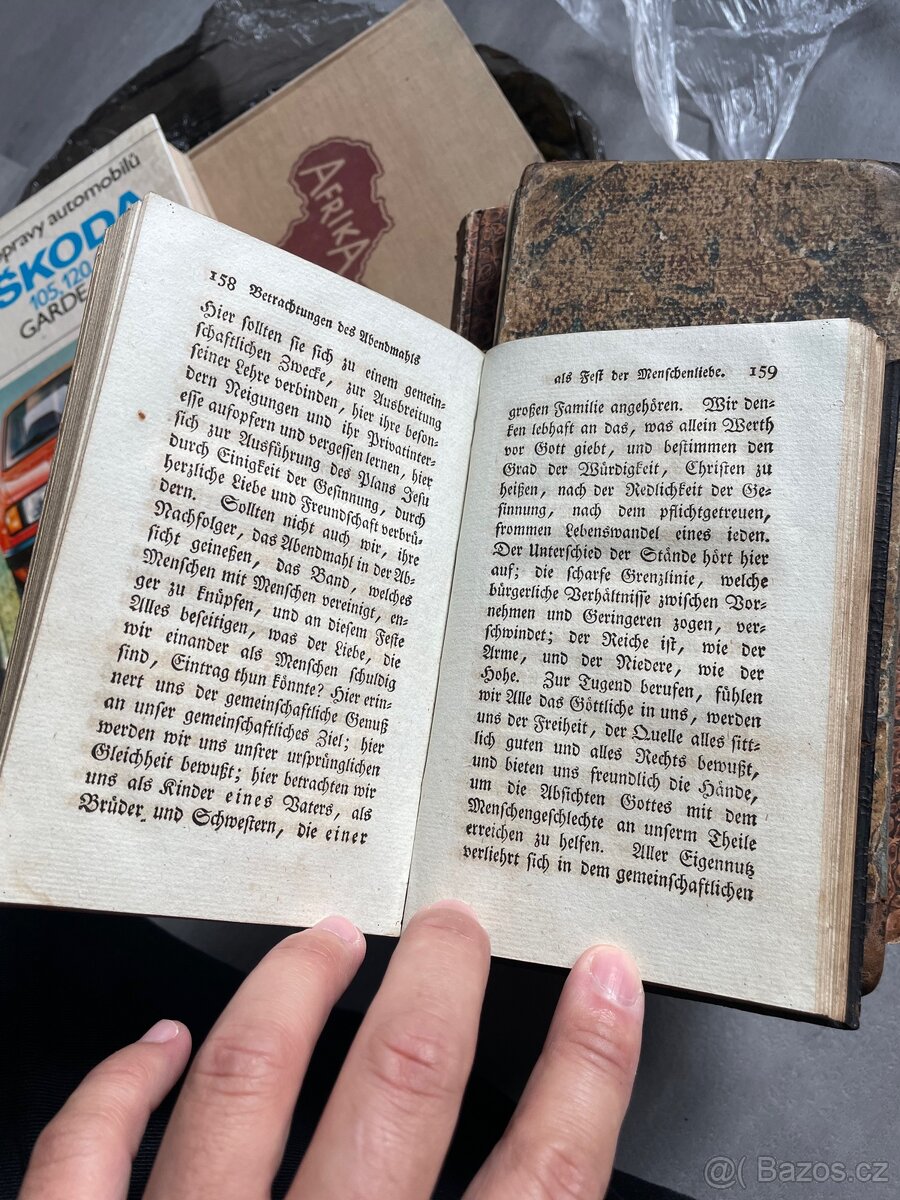 opravy automobilů
ŠKODA
105, 120
GARDE
AFRIKA
158 Betrachtungen des Abendmahls
Hier ſollten ſie ſich zu einem gemein-
ſchaftlichen Zwecke, zur Ausbreitung
ſeiner Lehre verbinden, hier ihre beſon-
dern Neigungen und ihr Privatinter-
eſſe aufopfern und vergeſſen lernen, hier
ſich zur Ausführung des Plans Jeſu
durch Einigkeit der Geſinnung, durch
herzliche Liebe und Freundſchaft verbrü-
dern. Sollten nicht auch wir, ihre
Nachfolger, das Abendmahl in der Ab-
ſicht geineßen, das Band, welches
Menſchen mit Menſchen vereinigt, en-
ger zu knüpfen, und an dieſem Feſte
Alles beſeitigen, was der Liebe, die
wir einander als Menſchen ſchuldig
ſind, Eintrag thun könnte? Hier erin-
nert uns der gemeinſchaftliche Genuß
an unſer gemeinſchaftliches Ziel; hier
werden wir uns unſrer urſprünglichen
Gleichheit bewußt; hier betrachten wir
uns als Kinder eines Vaters, als
Brüder und Schweſtern, die einer
als Feſt der Menſchenliebe. 159
großen Familie angehören. Wir den-
ken lebhaft an das, was allein Werth
vor Gott giebt, und beſtimmen den
Grad der Würdigkeit, Chriſten zu
heißen, nach der Redlichkeit der Ge-
ſinnung, nach dem pflichtgetreuen,
frommen Lebenswandel eines ieden.
Der Unterſchied der Stände hört hier
auf; die ſcharfe Grenzlinie, welche
bürgerliche Verhältniſſe zwiſchen Vor-
nehmen und Geringeren zogen, ver-
ſchwindet; der Reiche iſt, wie der
Arme, und der Niedere, wie der
Hohe. Zur Tugend berufen, fühlen
wir Alle das Göttliche in uns, werden
uns der Freiheit, der Quelle alles ſitt-
lich guten und alles Rechts bewußt,
und bieten uns freundlich die Hände,
um die Abſichten Gottes mit dem
Menſchengeſchlechte an unſerm Theile
erreichen zu helfen. Aller Eigennutz
verliehrt ſich in dem gemeinſchaftlichen
@( Bazos.cz